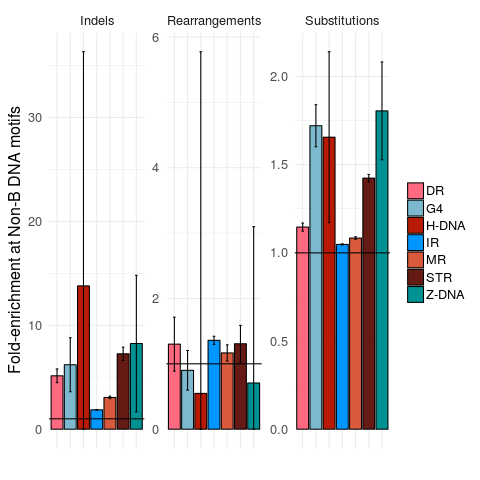 Indels
Rearrangements
Substitutions
Fold-enrichment at Non-B DNA motifs
30
20
10
0
6
4
2
0
2.0
1.5
1.0
0.5
0.0
DR
G4
H-DNA
IR
MR
STR
Z-DNA